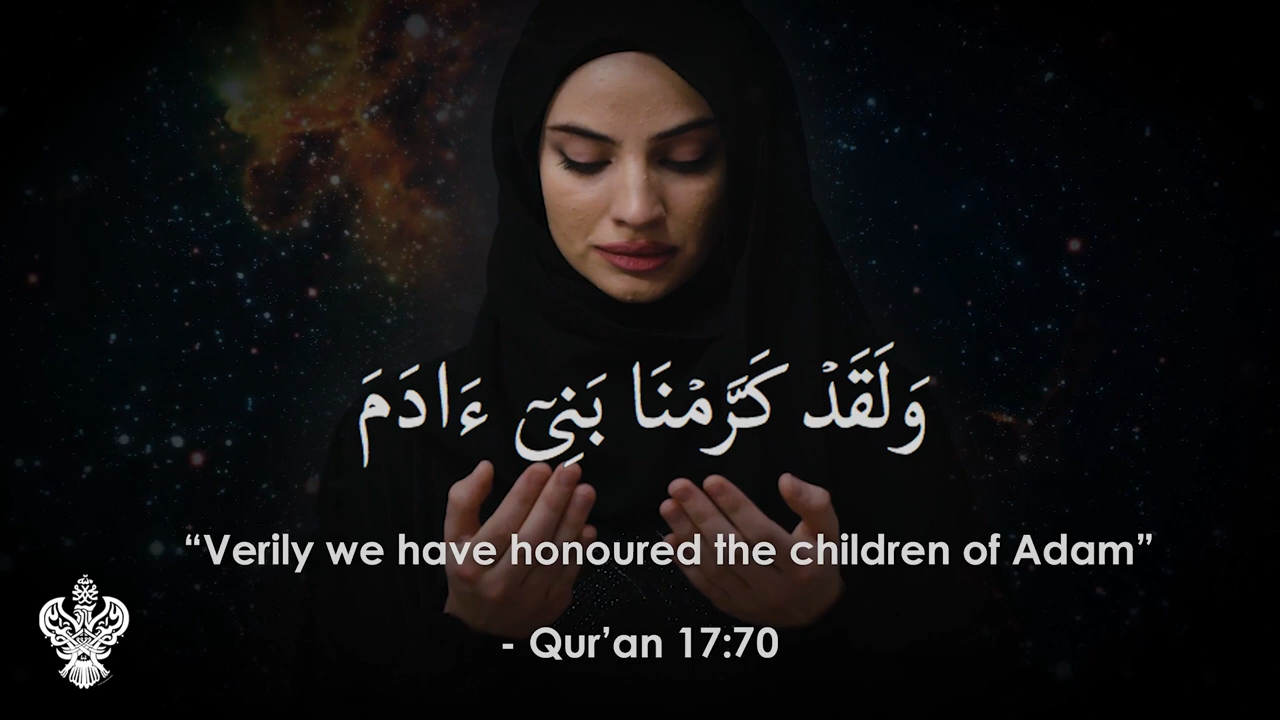 وَلَقَدْ كَرَّمْنَا بَنِىٓ ءَادَمَ
“Verily we have honoured the children of Adam”
- Qur’an 17:70